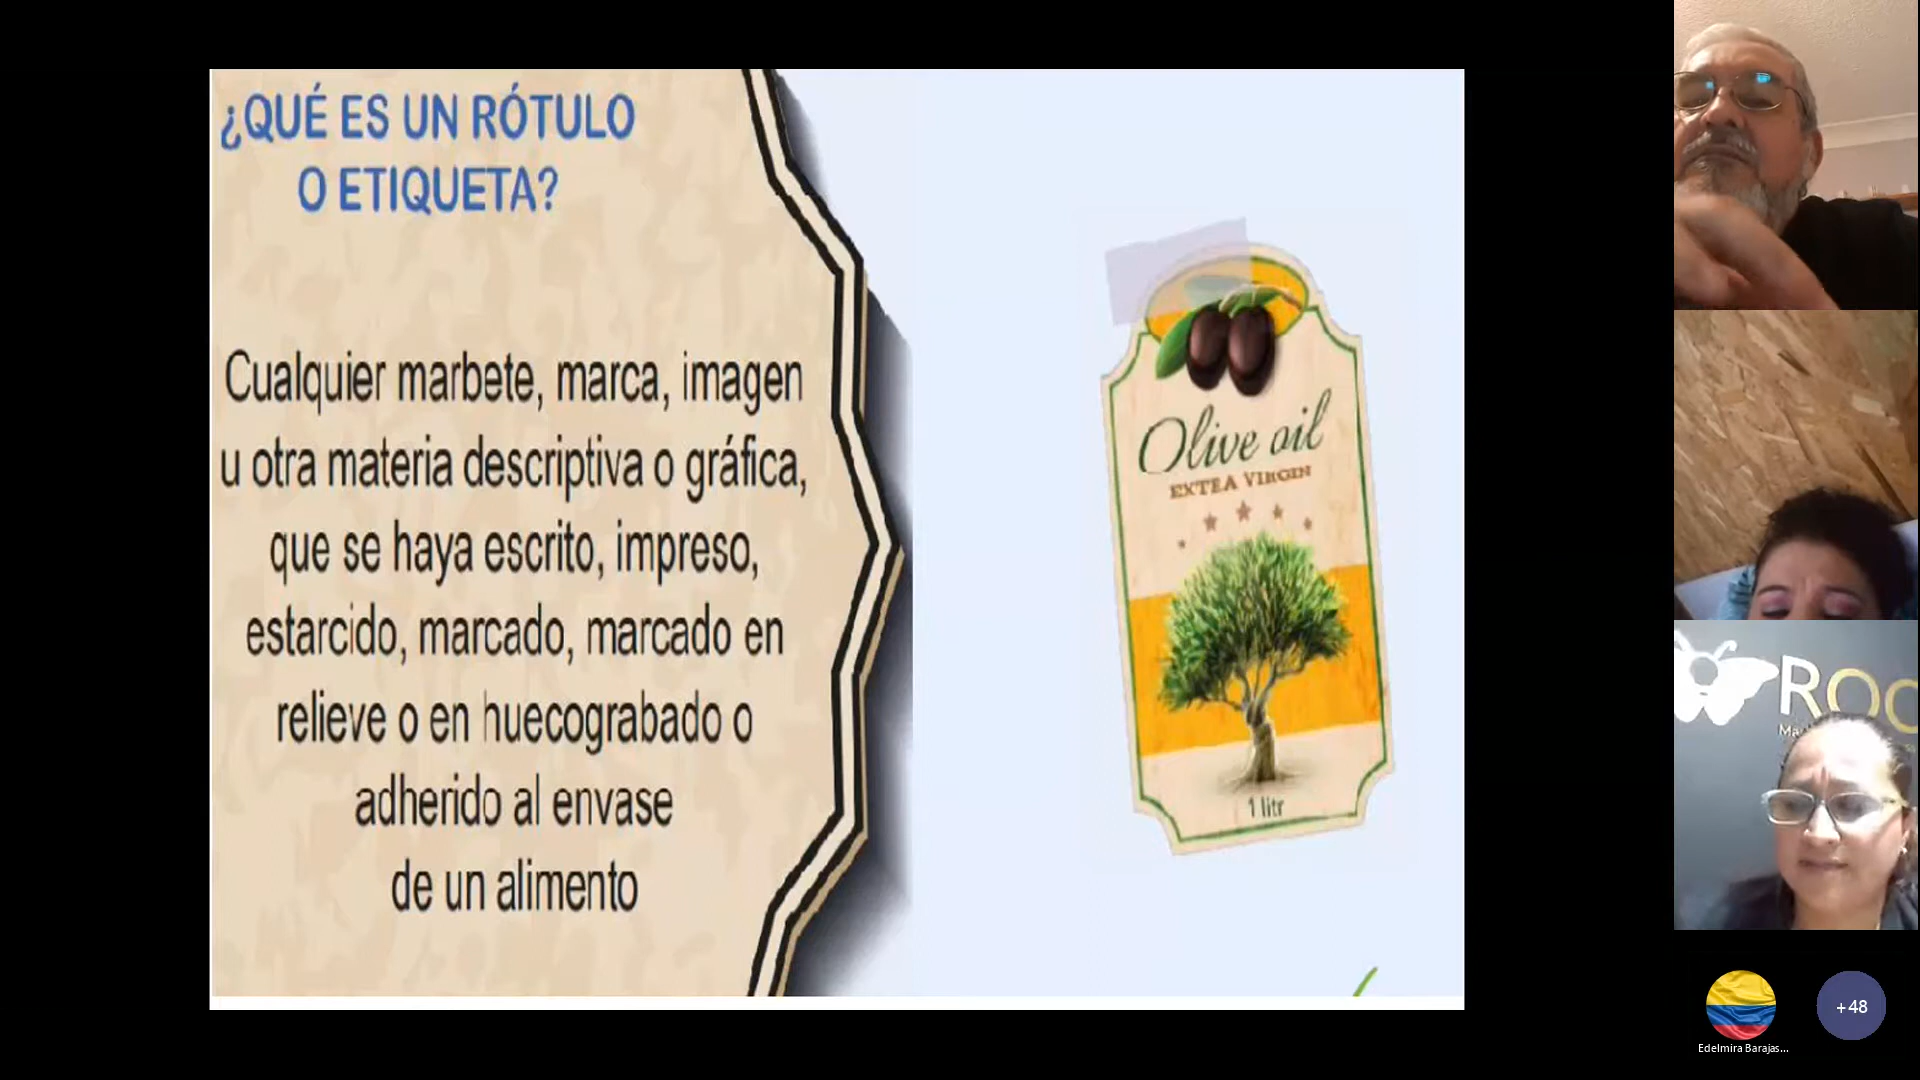 ¿QUÉ ES UN RÓTULO
O ETIQUETA?
Cualquier marbete, marca, imagen
u otra materia descriptiva o gráfica,
que se haya escrito, impreso,
estarcido, marcado, marcado en
relieve o en huecograbado o
adherido al envase
de un alimento
Olive oil
EXTEA VIRGIN
1 litr
ROC
Edelmira Barajas...
+48